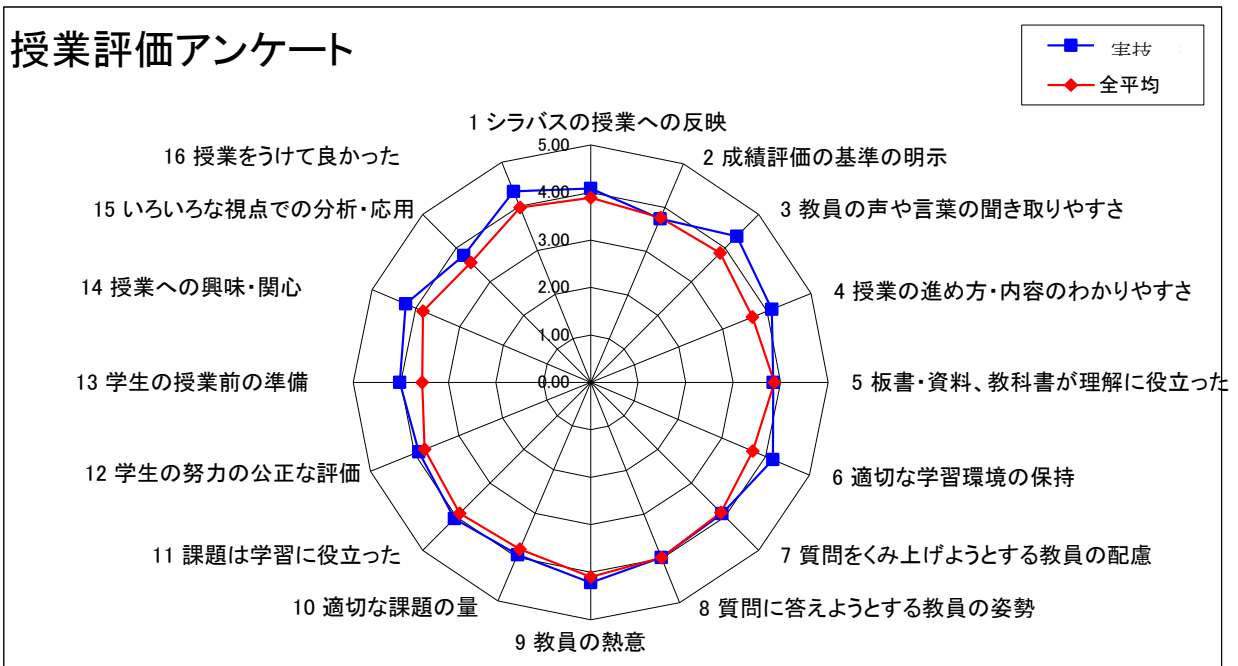 授業評価アンケート
実技
全平均
1 シラバスの授業への反映
2 成績評価の基準の明示
3 教員の声や言葉の聞き取りやすさ
4 授業の進め方・内容のわかりやすさ
5 板書・資料、教科書が理解に役立った
6 適切な学習環境の保持
7 質問をくみ上げようとする教員の配慮
8 質問に答えようとする教員の姿勢
9 教員の熱意
10 適切な課題の量
11 課題は学習に役立った
12 学生の努力の公正な評価
13 学生の授業前の準備
14 授業への興味・関心
15 いろいろな視点での分析・応用
16 授業をうけて良かった
5.00
4.00
3.00
2.00
1.00
0.00